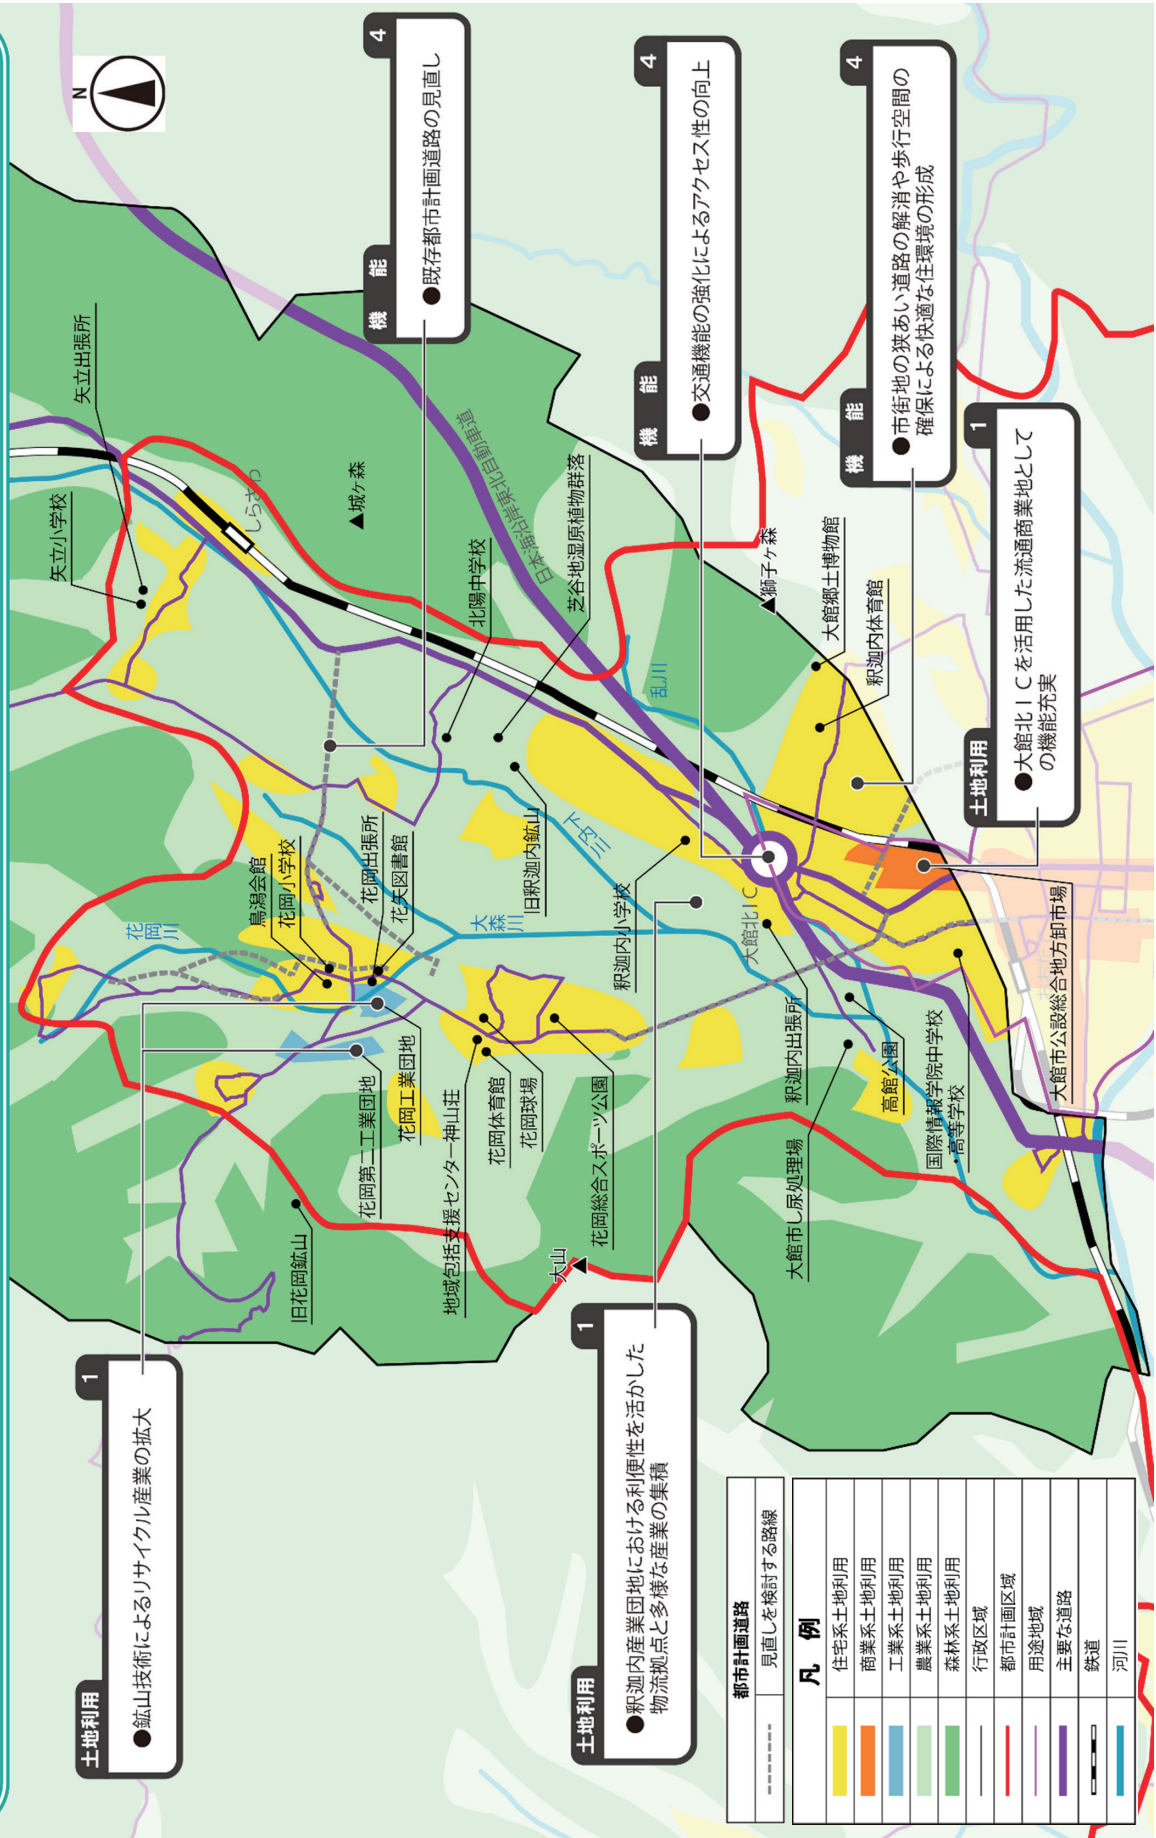 N
土地利用 1
●鉱山技術によるリサイクル産業の拡大
土地利用 1
●釈迦内産業団地における利便性を活かした
物流拠点と多様な産業の集積
機能 4
●既存都市計画道路の見直し
機能 4
●交通機能の強化によるアクセス性の向上
機能 4
●市街地の狭あい道路の解消や歩行空間の
確保による快適な住環境の形成
土地利用 1
●大館北ICを活用した流通商業地として
の機能充実
矢立小学校
矢立出張所
しらさわ
▲城ヶ森
日本海沿岸東北自動車道
北陽中学校
芝谷地湿原植物群落
旧釈迦内鉱山
乱川
▲獅子ヶ森
大館郷土博物館
釈迦内体育館
花岡川
鳥潟会館
花岡小学校
花岡出張所
花矢図書館
大森川
下内川
釈迦内小学校
大館北IC
旧花岡鉱山
花岡第二工業団地
花岡工業団地
地域包括支援センター神山荘
花岡体育館
花岡球場
花岡総合スポーツ公園
大山
▲
釈迦内出張所
大館市し尿処理場
高館公園
国際情報学院中学校
・高等学校
大館市公設総合地方卸市場
都市計画道路
見直しを検討する路線
凡例
住宅系土地利用
商業系土地利用
工業系土地利用
農業系土地利用
森林系土地利用
行政区域
都市計画区域
用途地域
主要な道路
鉄道
河川